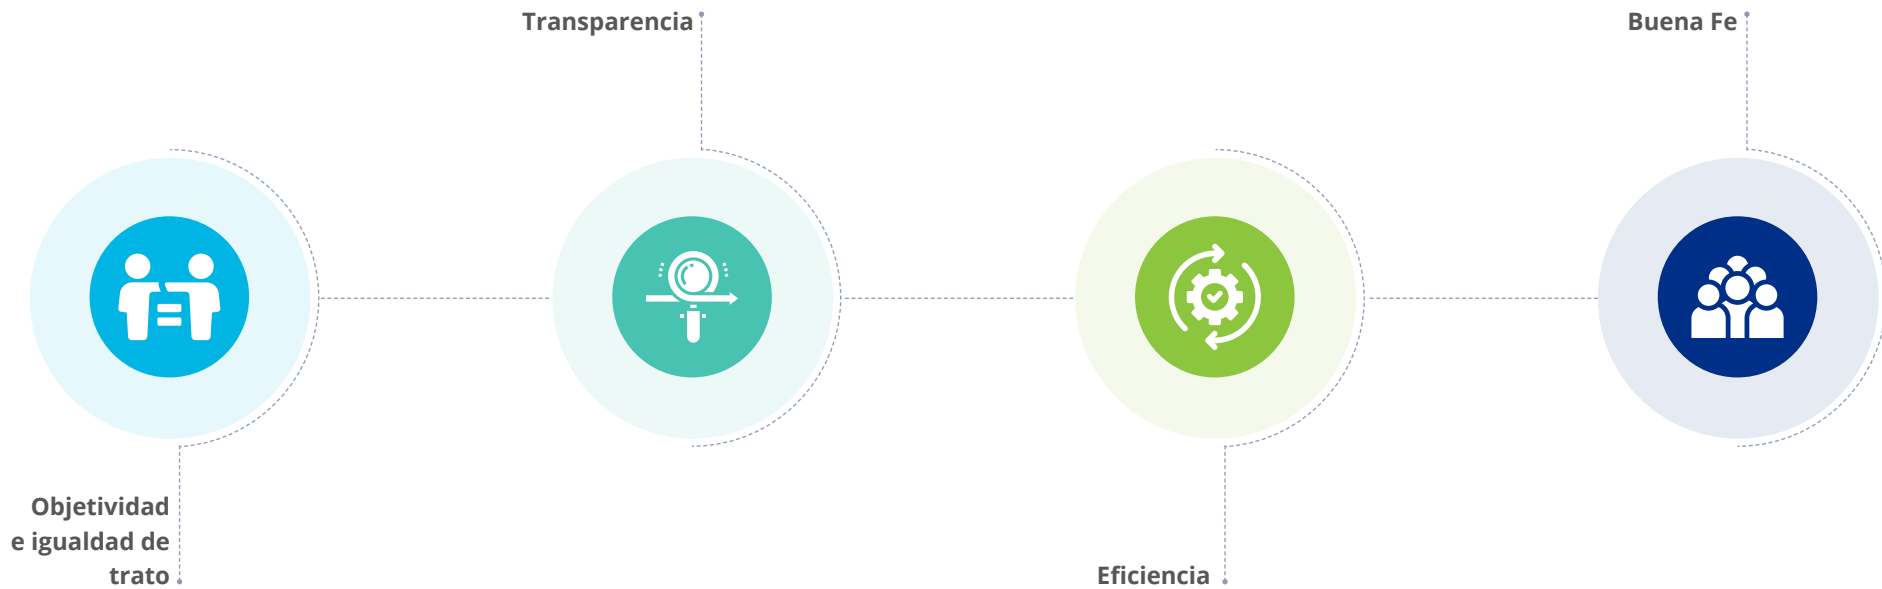 Transparencia
Buena Fe
Objetividad
e igualdad de
trato
Eficiencia